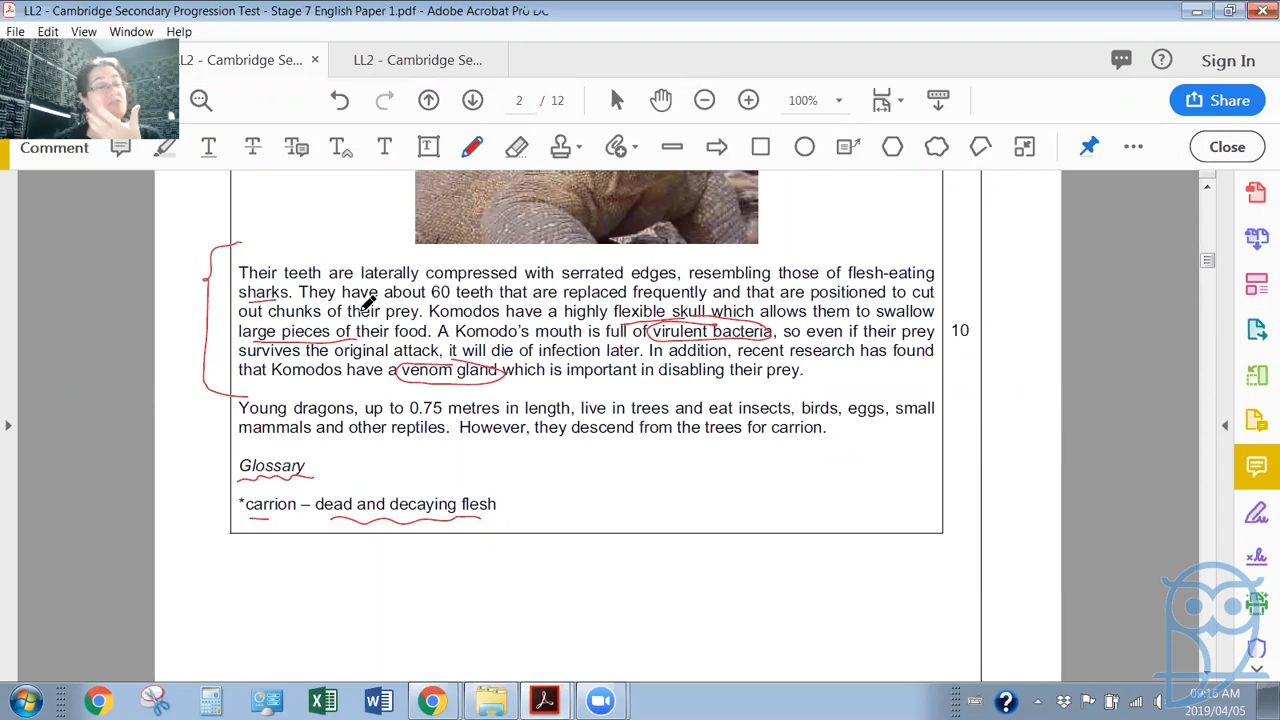 LL2 - Cambridge Secondary Progression Test - Stage 7 English Paper 1.pdf - Adobe Acrobat Pro DC
File Edit View Window Help
LL2 - Cambridge Se... × LL2 - Cambridge Se... Sign In
2 / 12 100% Share
Comment Close
Their teeth are laterally compressed with serrated edges, resembling those of flesh-eating
sharks. They have about 60 teeth that are replaced frequently and that are positioned to cut
out chunks of their prey. Komodos have a highly flexible skull which allows them to swallow
large pieces of their food. A Komodo's mouth is full of virulent bacteria, so even if their prey 10
survives the original attack, it will die of infection later. In addition, recent research has found
that Komodos have a venom gland which is important in disabling their prey.
Young dragons, up to 0.75 metres in length, live in trees and eat insects, birds, eggs, small
mammals and other reptiles. However, they descend from the trees for carrion.
Glossary
*carrion – dead and decaying flesh
09:16 AM
2019/04/05